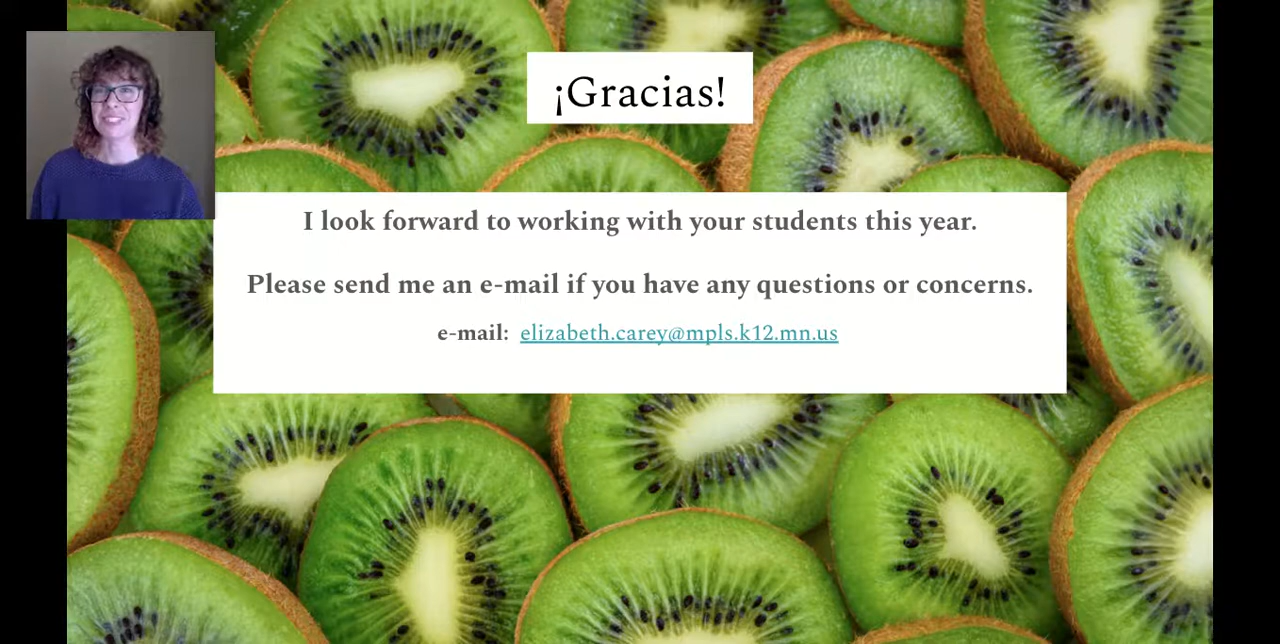 ¡Gracias!
I look forward to working with your students this year.
Please send me an e-mail if you have any questions or concerns.
e-mail: elizabeth.carey@mpls.k12.mn.us